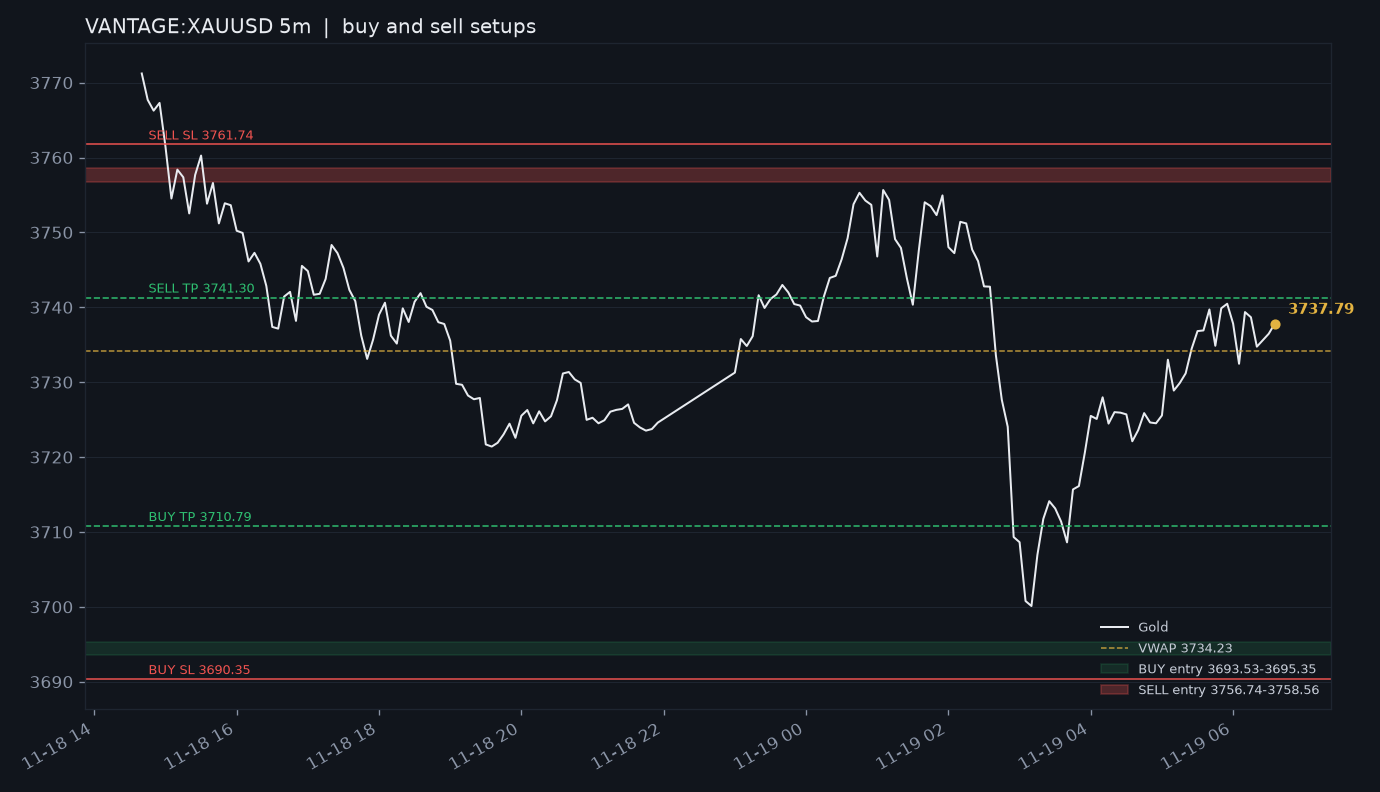 VANTAGE:XAUUSD 5m | buy and sell setups
3770
3760
3750
3740
3730
3720
3710
3700
3690
SELL SL 3761.74
SELL TP 3741.30
3737.79
BUY TP 3710.79
BUY SL 3690.35
Gold
VWAP 3734.23
BUY entry 3693.53-3695.35
SELL entry 3756.74-3758.56
11-18 14
11-18 16
11-18 18
11-18 20
11-18 22
11-19 00
11-19 02
11-19 04
11-19 06